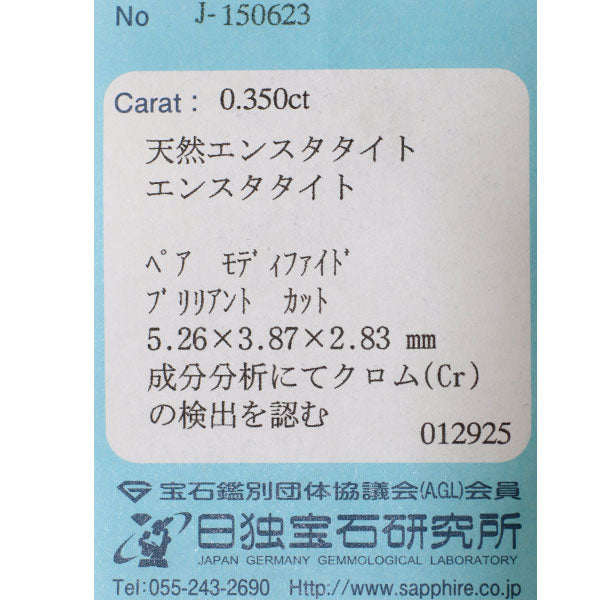 No J-150623
Carat : 0.350ct
天然エンスタタイト
エンスタタイト
ﾍﾟｱ ﾓﾃﾞｨﾌｧｲﾄﾞ
ﾌﾞﾘﾘｱﾝﾄ ｶｯﾄ
5.26×3.87×2.83 mm
成分分析にてクロム(Cr)
の検出を認む
012925
宝石鑑別団体協議会(AGL)会員
日独宝石研究所
JAPAN GERMANY GEMMOLOGICAL LABORATORY
Tel:055-243-2690 Http://www.sapphire.co.jp